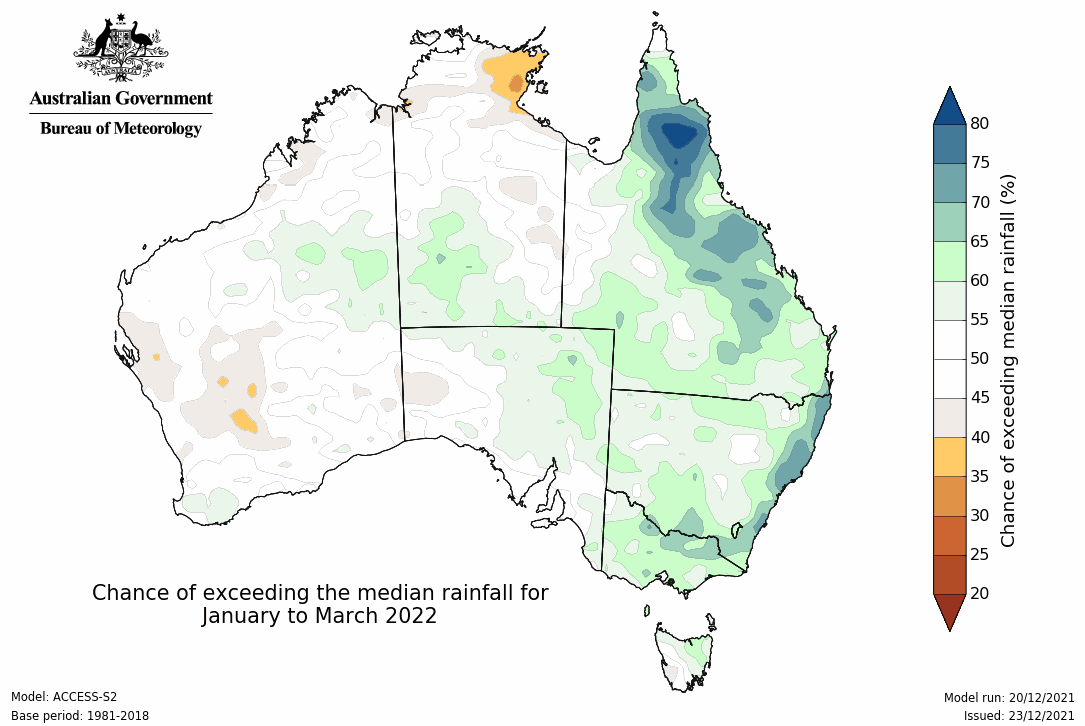 AUSTRALIA
Australian Government
Bureau of Meteorology
80
75
70
65
60
55
50
45
40
35
30
25
20
Chance of exceeding median rainfall (%)
Chance of exceeding the median rainfall for
January to March 2022
Model: ACCESS-S2
Base period: 1981-2018
Model run: 20/12/2021
Issued: 23/12/2021